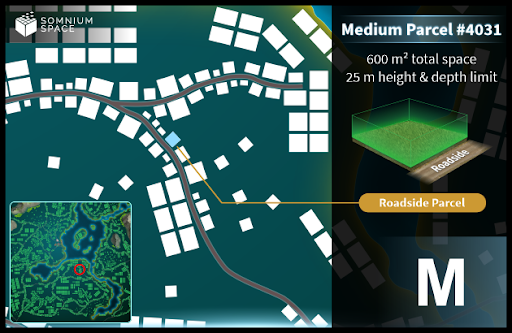 SOMNIUM
SPACE
Medium Parcel #4031
600 m² total space
25 m height & depth limit
Roadside
Roadside Parcel
M